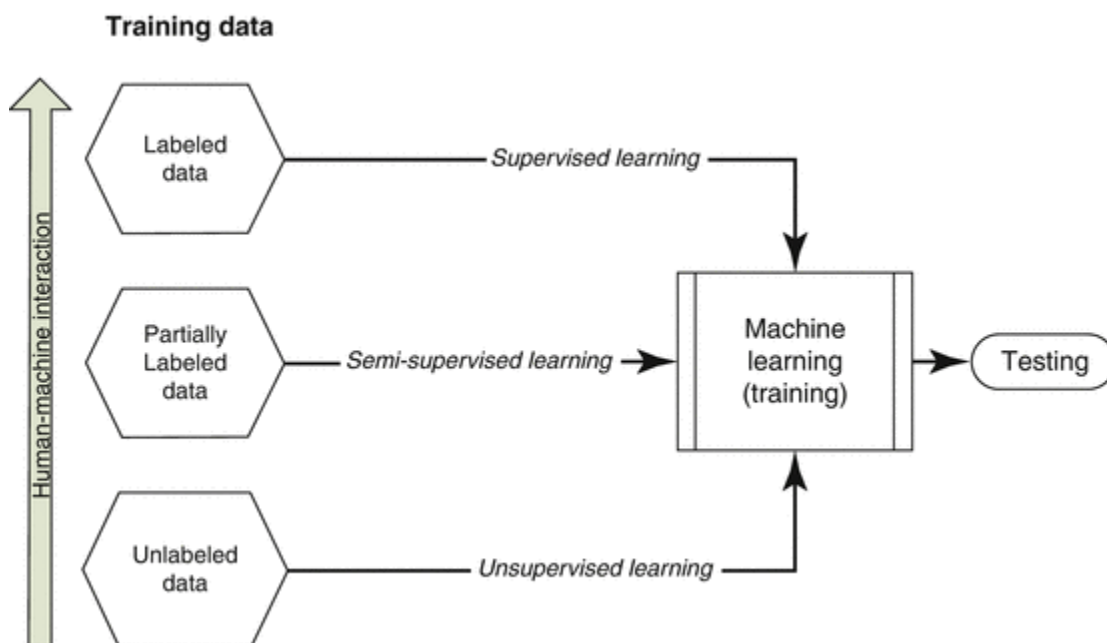 Training data
Human-machine interaction
Labeled
data
Supervised learning
Partially
Labeled
data
Semi-supervised learning
Machine
learning
(training)
Testing
Unlabeled
data
Unsupervised learning